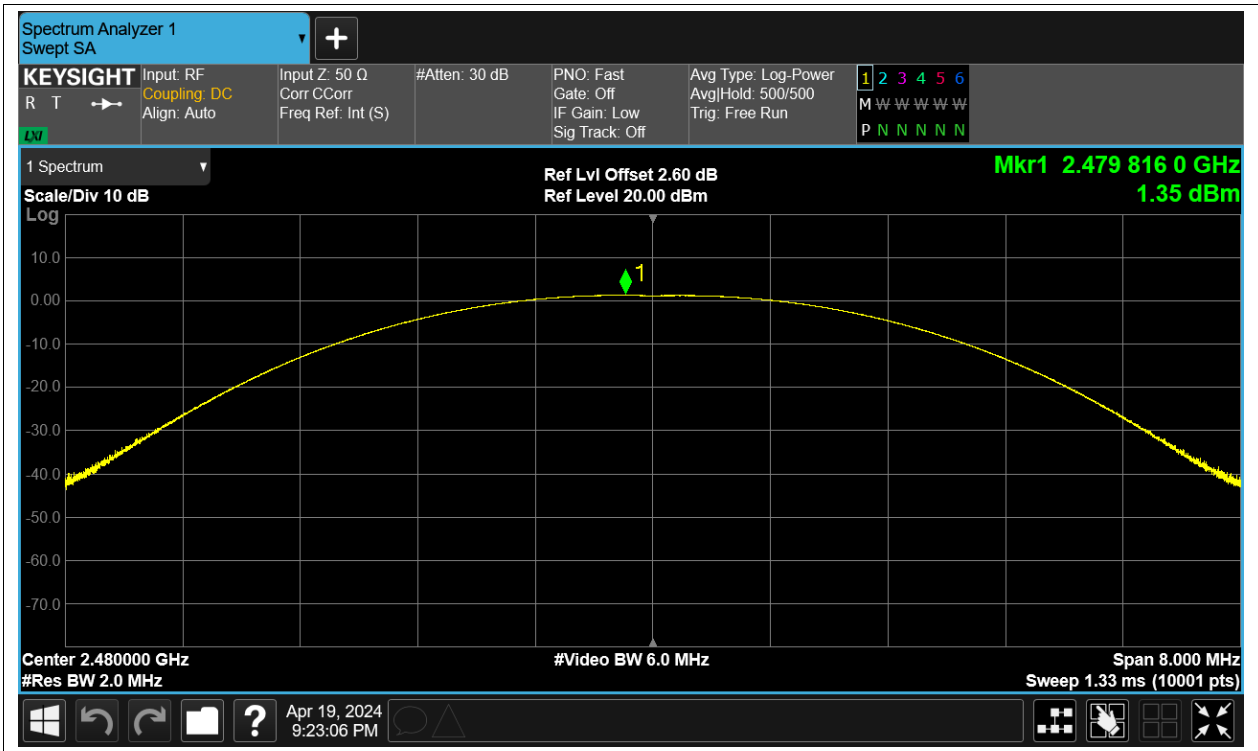 Spectrum Analyzer 1
Swept SA
+
KEYSIGHT
R T
LXI
Input: RF
Coupling: DC
Align: Auto
Input Z: 50 Ω
Corr CCorr
Freq Ref: Int (S)
#Atten: 30 dB
PNO: Fast
Gate: Off
IF Gain: Low
Sig Track: Off
Avg Type: Log-Power
Avg|Hold: 500/500
Trig: Free Run
1 2 3 4 5 6
M W W W W W W
P N N N N N N
1 Spectrum
Scale/Div 10 dB
Log
Ref Lvl Offset 2.60 dB
Ref Level 20.00 dBm
Mkr1 2.479 816 0 GHz
1.35 dBm
1
10.0
0.00
-10.0
-20.0
-30.0
-40.0
-50.0
-60.0
-70.0
Center 2.480000 GHz
#Res BW 2.0 MHz
#Video BW 6.0 MHz
Span 8.000 MHz
Sweep 1.33 ms (10001 pts)
?
Apr 19, 2024
9:23:06 PM